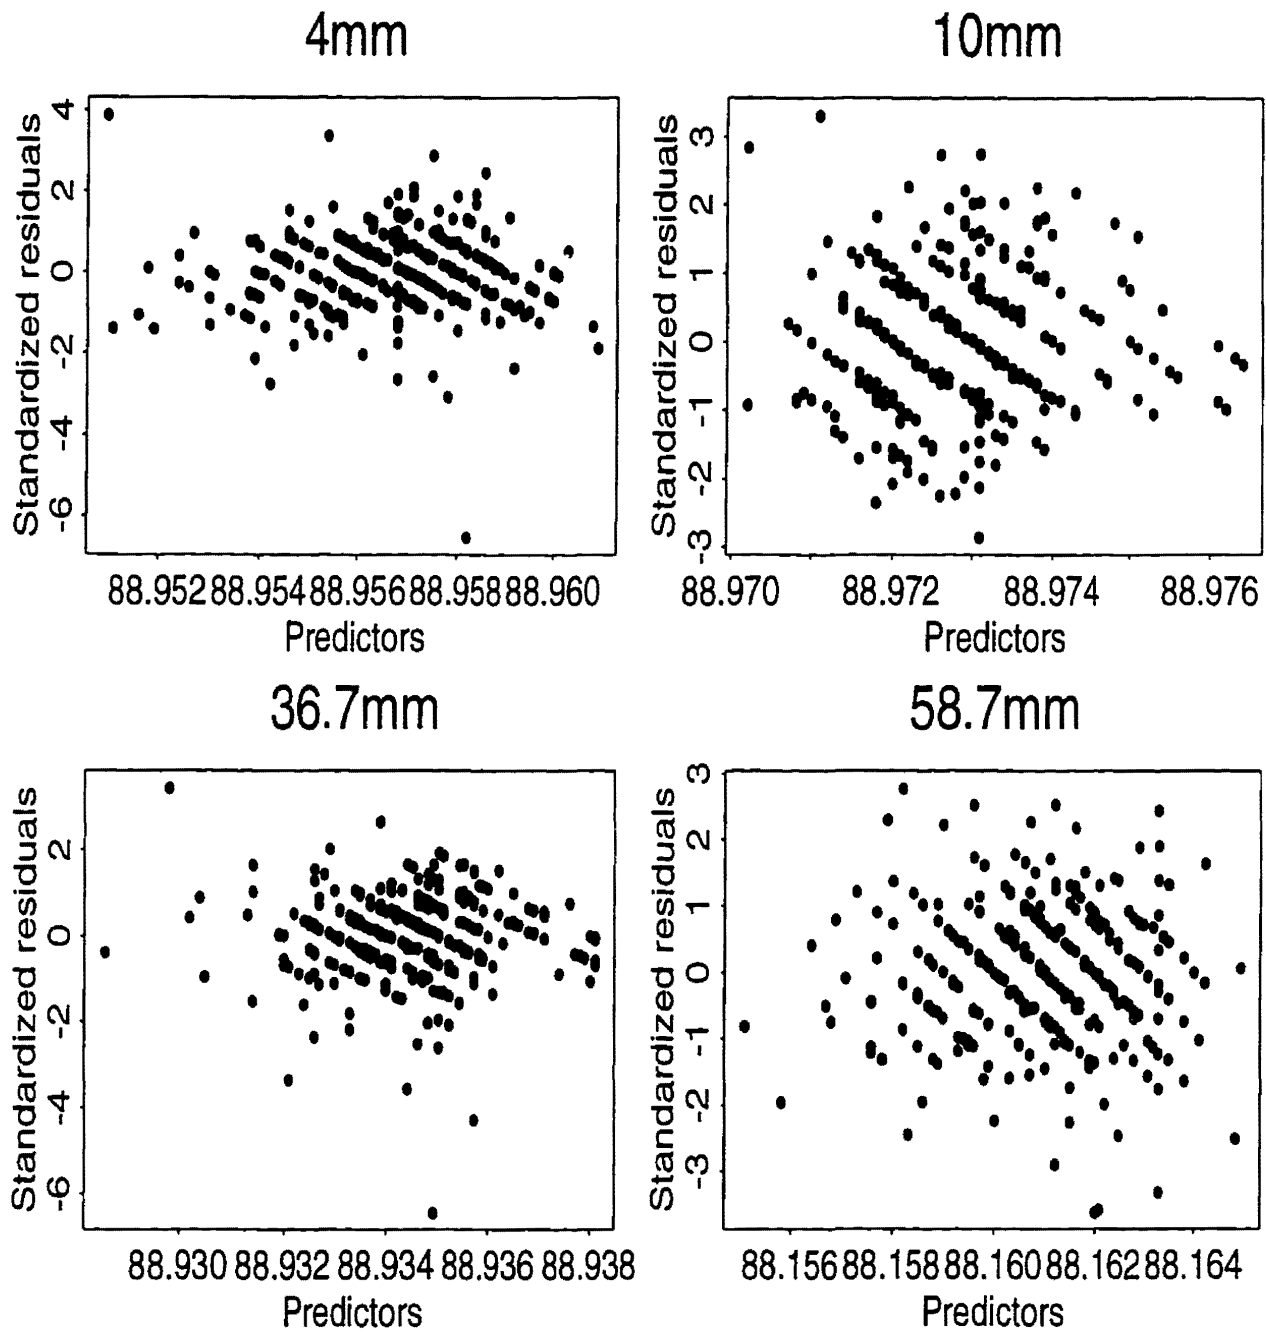 4mm
10mm
Standardized residuals
4
2
0
-2
-4
-6
88.952 88.954 88.956 88.958 88.960
Predictors
Standardized residuals
3
2
1
0
-1
-2
-3
88.970 88.972 88.974 88.976
Predictors
36.7mm
58.7mm
Standardized residuals
2
0
-2
-4
-6
88.930 88.932 88.934 88.936 88.938
Predictors
Standardized residuals
3
2
1
0
-1
-2
-3
88.156 88.158 88.160 88.162 88.164
Predictors